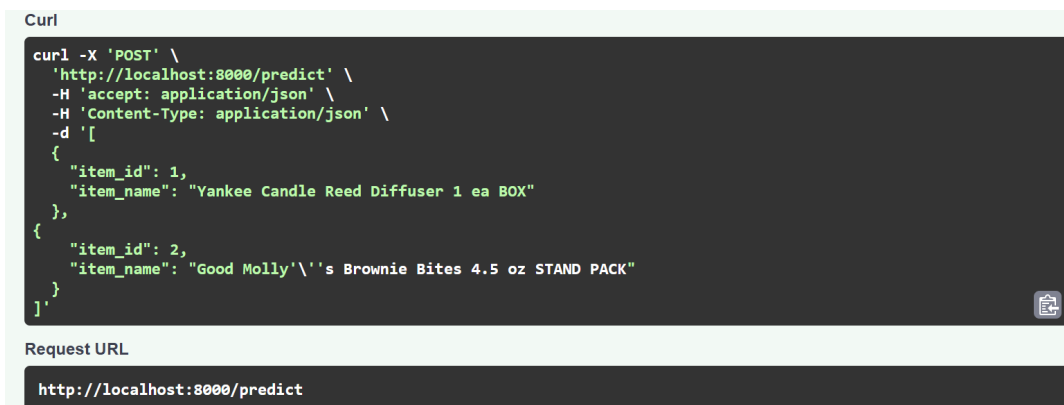 Curl
curl -X 'POST' \
'http://localhost:8000/predict' \
-H 'accept: application/json' \
-H 'Content-Type: application/json' \
-d '[
{
"item_id": 1,
"item_name": "Yankee Candle Reed Diffuser 1 ea BOX"
},
{
"item_id": 2,
"item_name": "Good Molly'\''s Brownie Bites 4.5 oz STAND PACK"
}
]'
Request URL
http://localhost:8000/predict